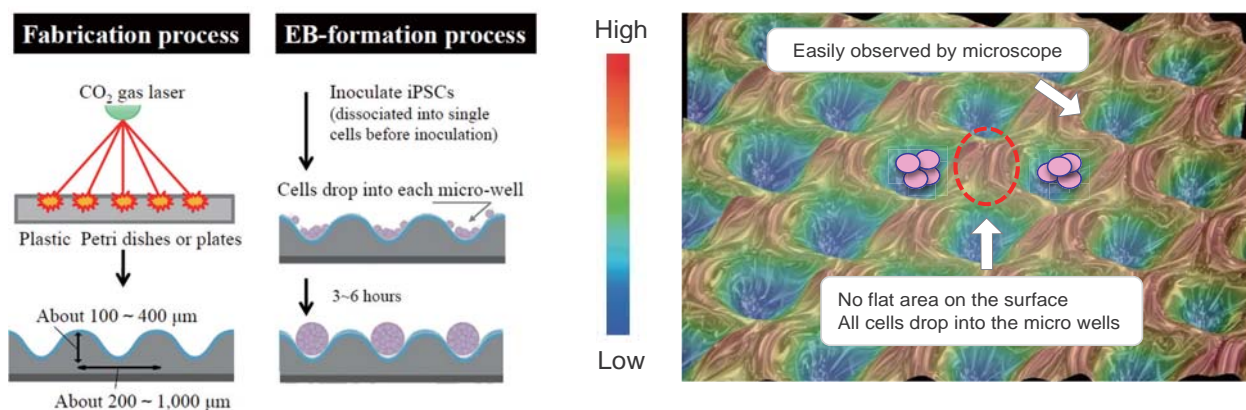 Fabrication process
CO₂ gas laser
Plastic Petri dishes or plates
About 100 ~ 400 μm
About 200 ~ 1,000 μm
EB-formation process
Inoculate iPSCs
(dissociated into single
cells before inoculation)
Cells drop into each micro-well
3~6 hours
High
Low
Easily observed by microscope
No flat area on the surface
All cells drop into the micro wells